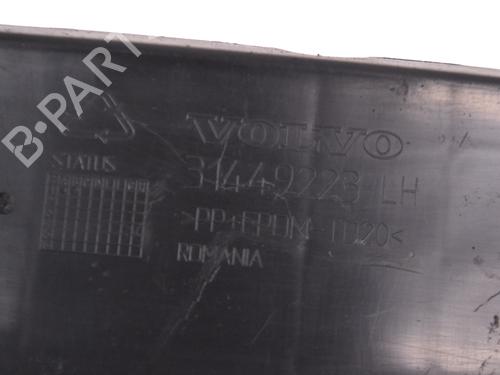 B-PARTS
VOLVO
STATUS
31449223 LH
>PP+EPDM-TD20<
ROMANIA